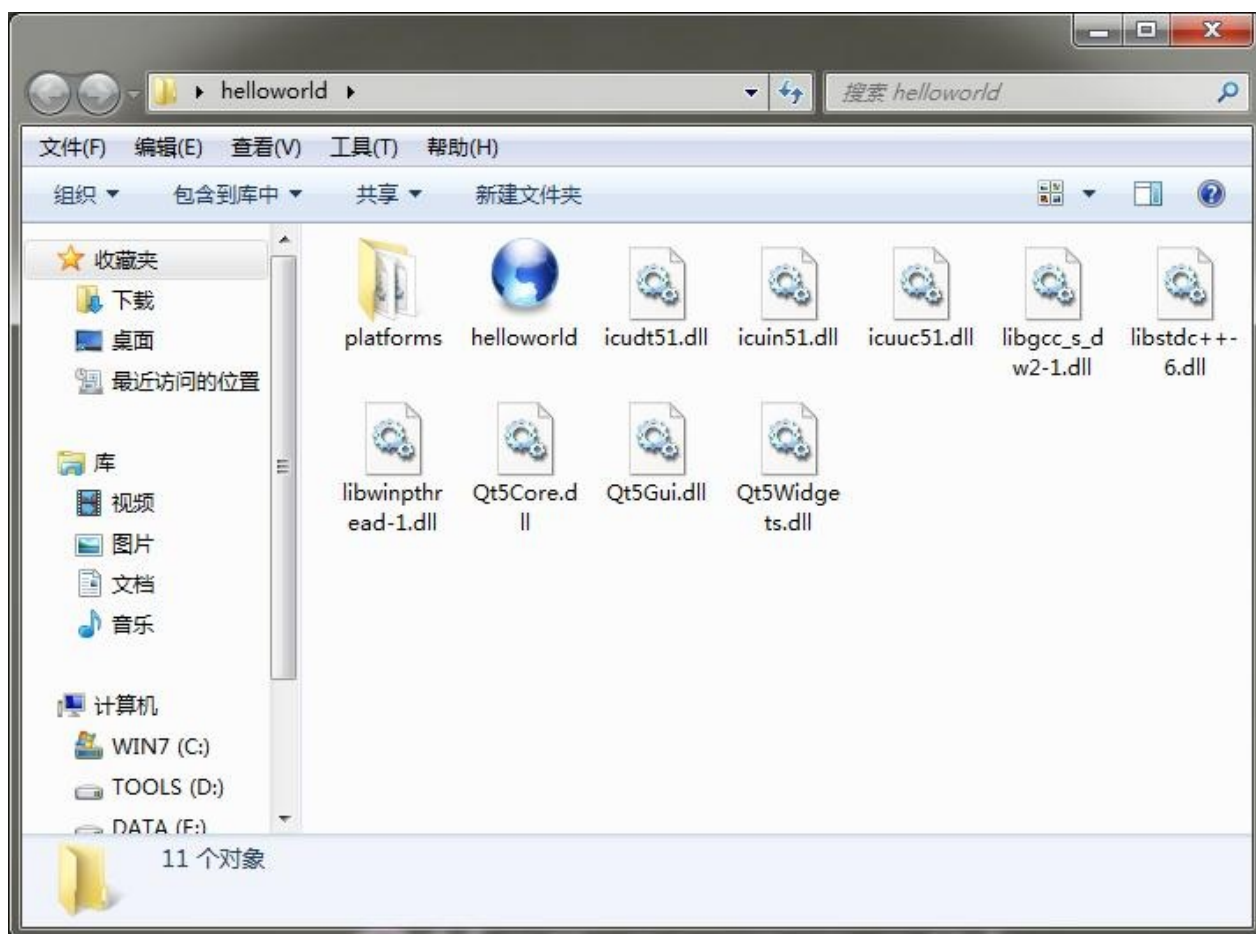 helloworld
搜索 helloworld
文件(F) 编辑(E) 查看(V) 工具(T) 帮助(H)
组织 包含到库中 共享 新建文件夹
收藏夹
下载
桌面
最近访问的位置
库
视频
图片
文档
音乐
计算机
WIN7 (C:)
TOOLS (D:)
DATA (E:)
platforms
helloworld
icudt51.dll
icuin51.dll
icuuc51.dll
libgcc_s_d
w2-1.dll
libstdc++-
6.dll
libwinpthr
ead-1.dll
Qt5Core.d
ll
Qt5Gui.dll
Qt5Widge
ts.dll
11 个对象